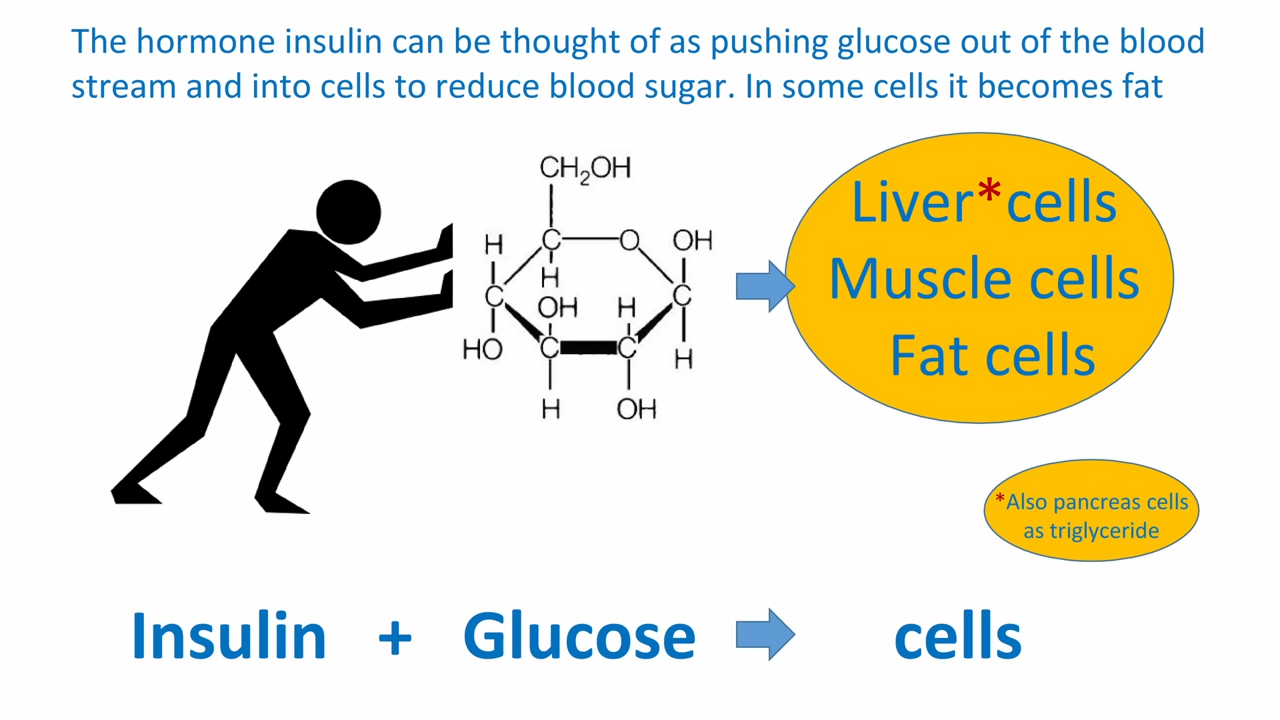 The hormone insulin can be thought of as pushing glucose out of the blood
stream and into cells to reduce blood sugar. In some cells it becomes fat
CH₂OH
H C O OH
H
C OH H C
HO C C H
H OH
Liver*cells
Muscle cells
Fat cells
*Also pancreas cells
as triglyceride
Insulin + Glucose cells